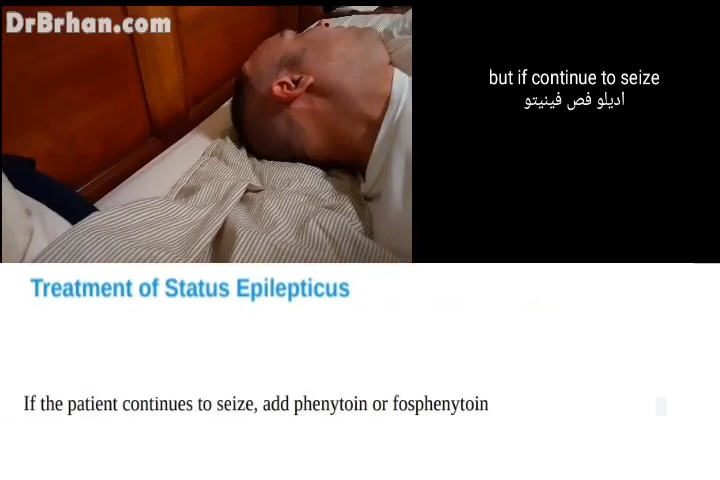 DrBrhan.com
but if continue to seize
اديلو فص فينيتو
Treatment of Status Epilepticus
If the patient continues to seize, add phenytoin or fosphenytoin